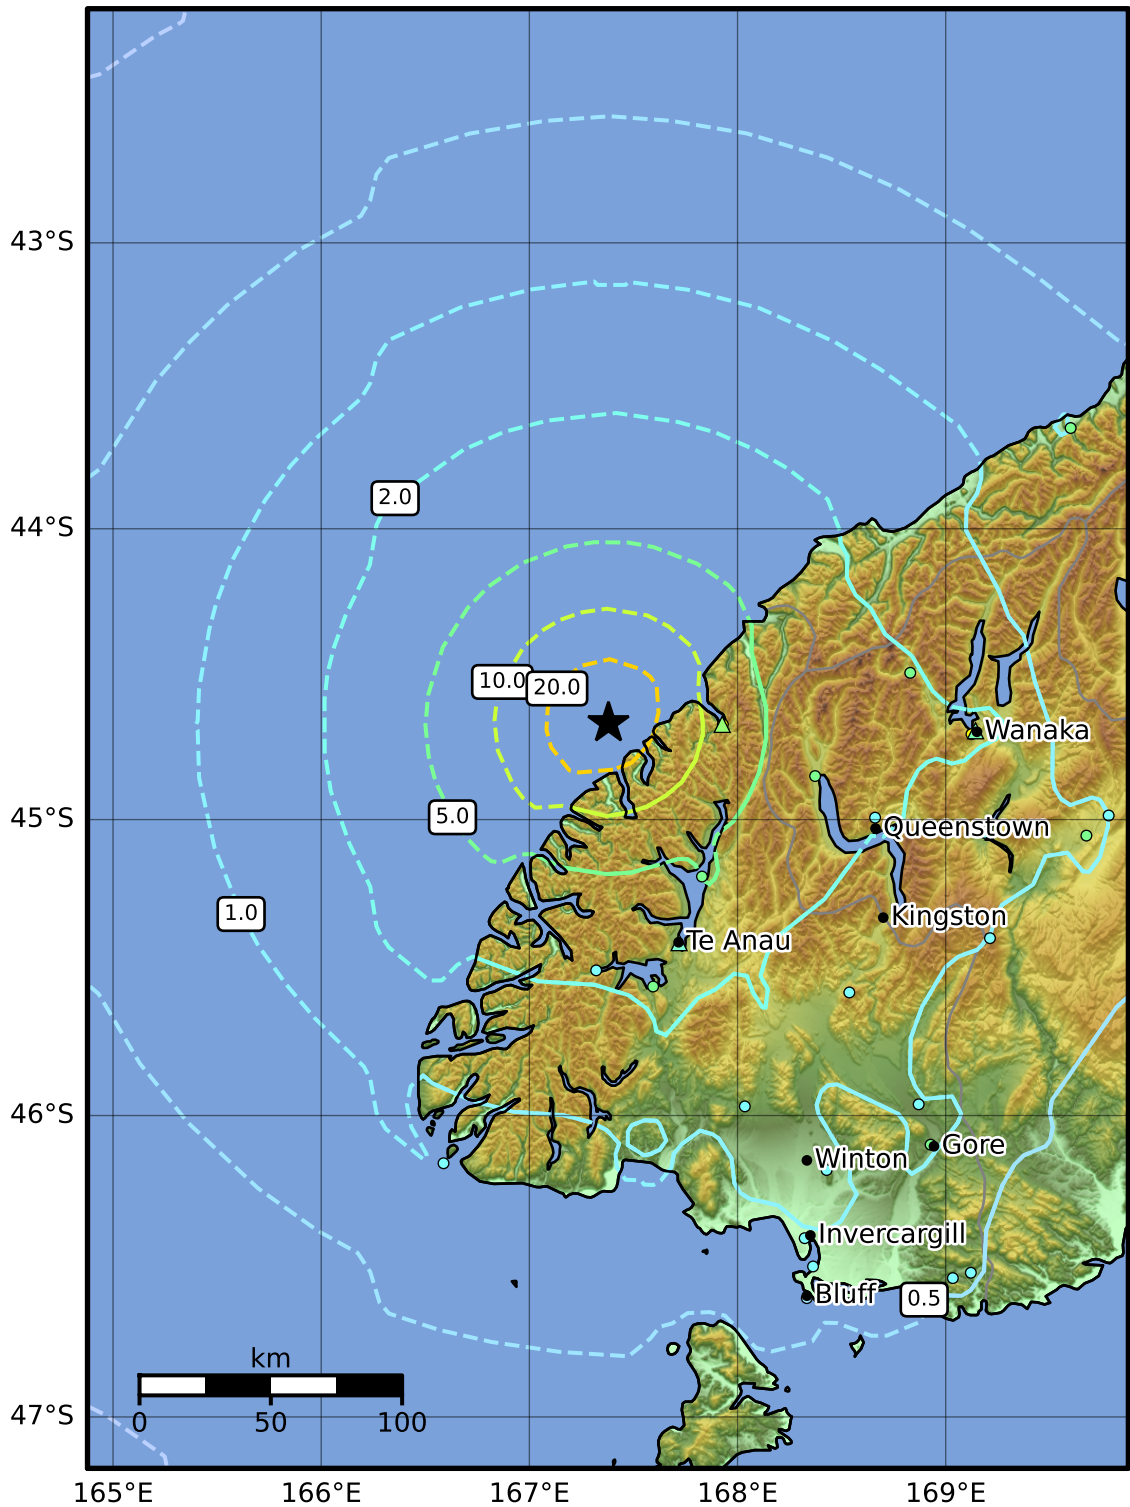 43°S
2.0
44°S
10.0
20.0
Wanaka
45°S
5.0
Queenstown
1.0
Kingston
Te Anau
46°S
Gore
Winton
Invercargill
Bluff
0.5
km
0 50 100
47°S
165°E 166°E 167°E 168°E 169°E